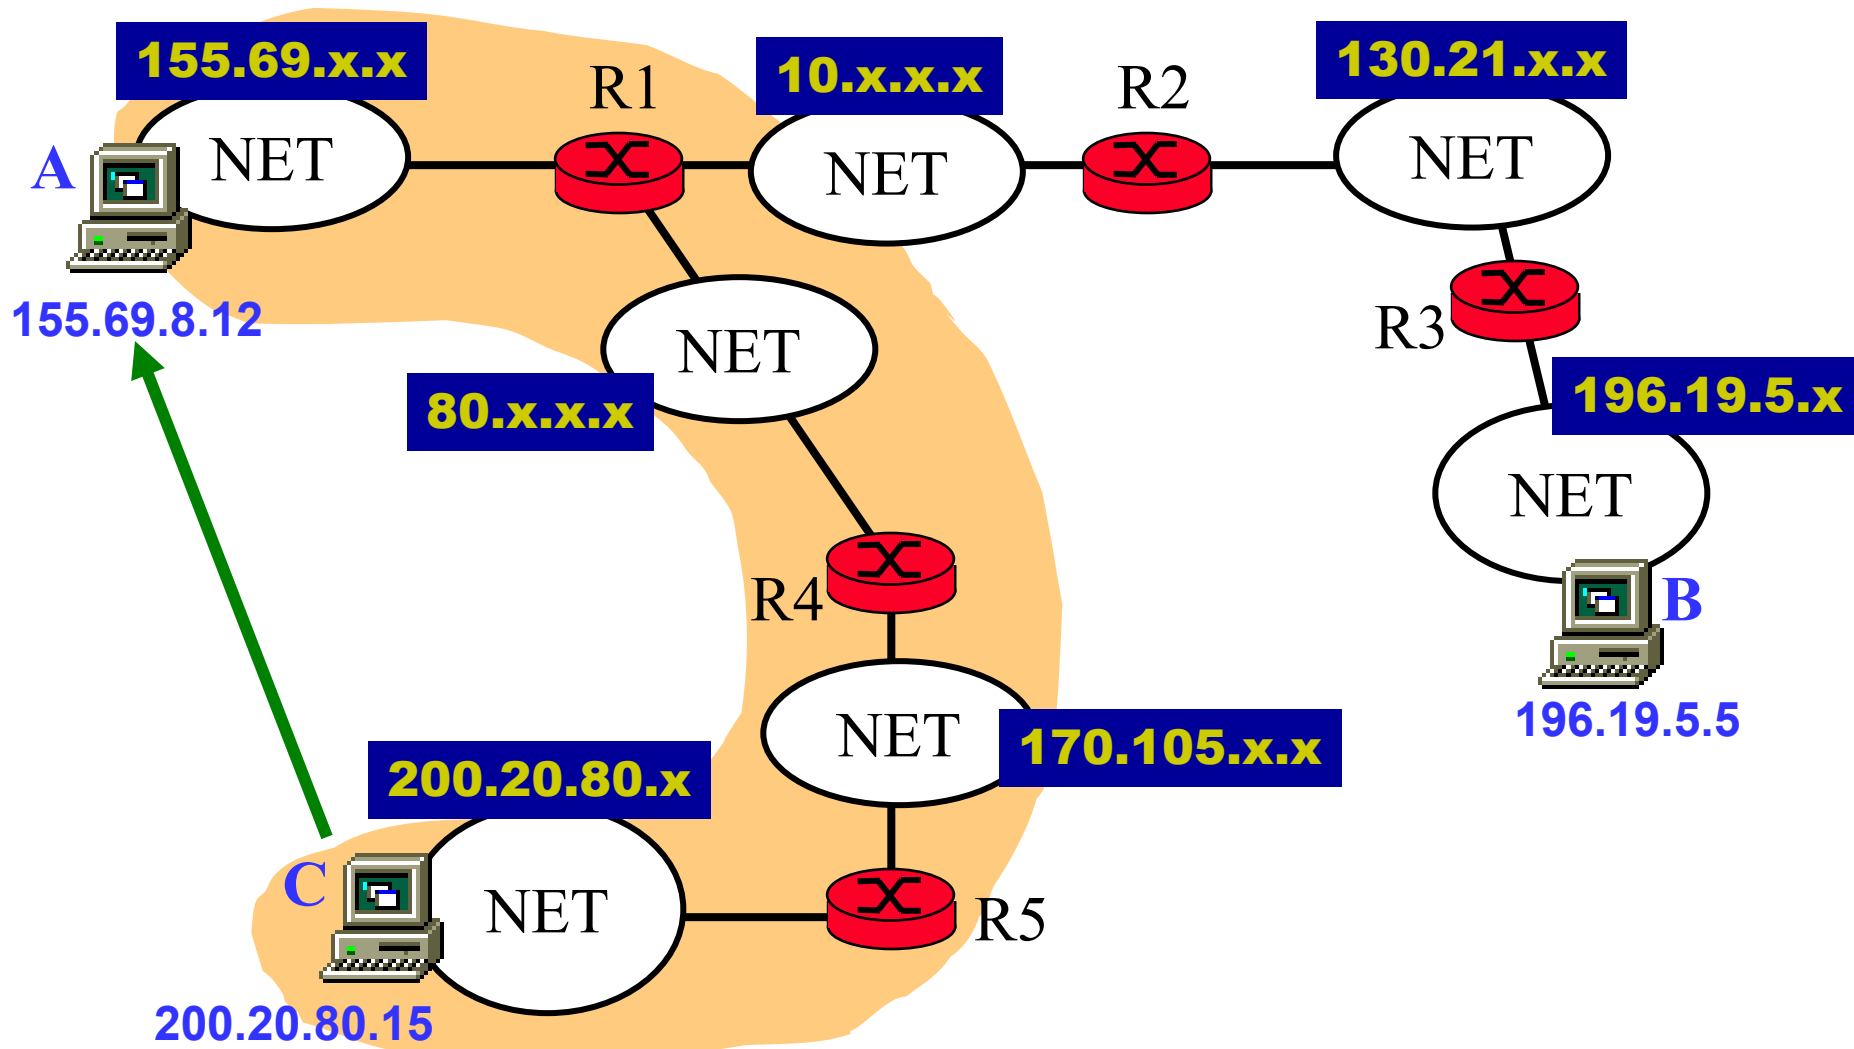 155.69.x.x
R1
10.x.x.x
R2
130.21.x.x
A
NET
NET
NET
155.69.8.12
R3
NET
80.x.x.x
196.19.5.x
NET
R4
B
196.19.5.5
NET
170.105.x.x
200.20.80.x
C
NET
R5
200.20.80.15